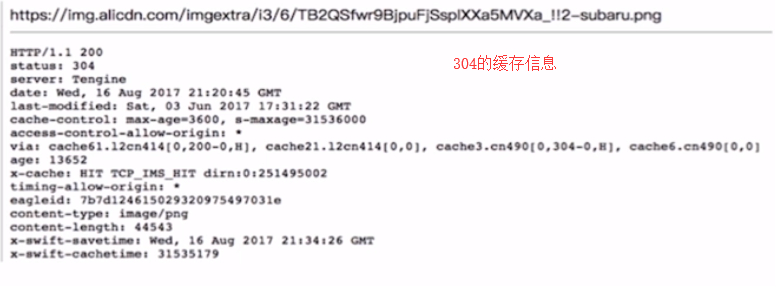 https://img.alicdn.com/imgextra/i3/6/TB2QSfwr9BjpuFjSsplXXa5MVXa_!!2-subaru.png
HTTP/1.1 200
304的缓存信息
status: 304
server: Tengine
date: Wed, 16 Aug 2017 21:20:45 GMT
last-modified: Sat, 03 Jun 2017 17:31:22 GMT
cache-control: max-age=3600, s-maxage=31536000
access-control-allow-origin: *
via: cache61.l2cn414[0,200-0,H], cache21.l2cn414[0,0], cache3.cn490[0,304-0,H], cache6.cn490[0,0]
age: 13652
x-cache: HIT TCP_IMS_HIT dirn:0:251495002
timing-allow-origin: *
eagleid: 7b7d124615029320975497031e
content-type: image/png
content-length: 44543
x-swift-savetime: Wed, 16 Aug 2017 21:34:26 GMT
x-swift-cachetime: 31535179